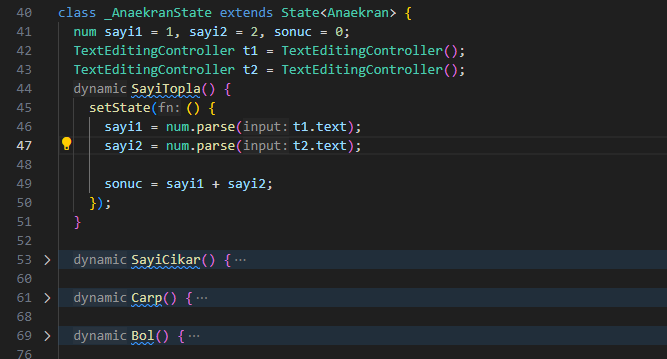 40 class _AnaekranState extends State<Anaekran> {
41 num sayi1 = 1, sayi2 = 2, sonuc = 0;
42 TextEditingController t1 = TextEditingController();
43 TextEditingController t2 = TextEditingController();
44 dynamic SayiTopla() {
45 setState(fn: () {
46 sayi1 = num.parse(input: t1.text);
47 sayi2 = num.parse(input: t2.text);
48
49 sonuc = sayi1 + sayi2;
50 });
51 }
52
53 dynamic SayiCikar() { ···
60
61 dynamic Carp() { ···
68
69 dynamic Bol() { ···
76